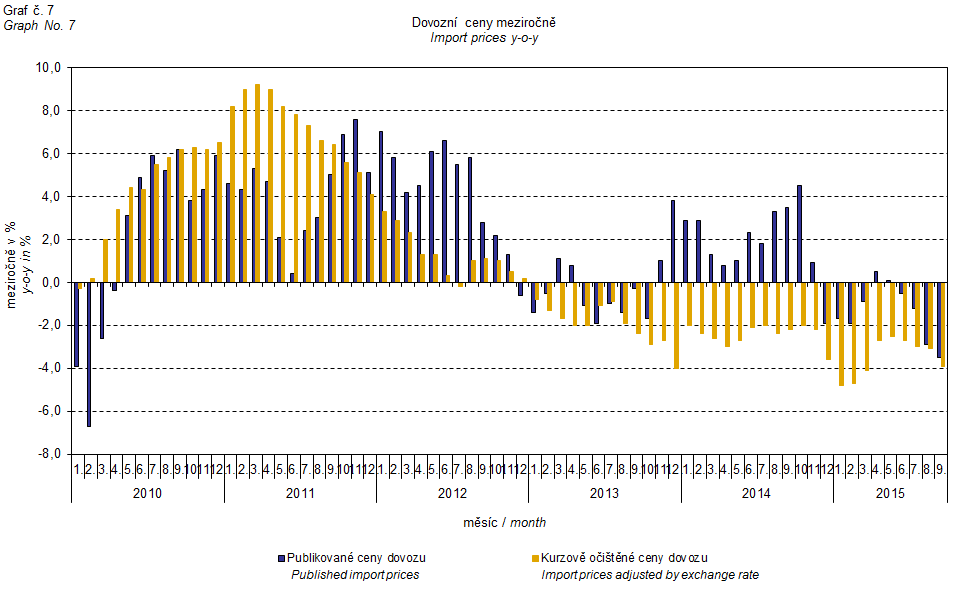 Graf č. 7
Graph No. 7
Dovozní ceny meziročně
Import prices y-o-y
meziročně v %
y-o-y in %
10,0
8,0
6,0
4,0
2,0
0,0
-2,0
-4,0
-6,0
-8,0
1. 2. 3. 4. 5. 6. 7. 8. 9. 10 11 12 1. 2. 3. 4. 5. 6. 7. 8. 9. 10 11 12 1. 2. 3. 4. 5. 6. 7. 8. 9. 10 11 12 1. 2. 3. 4. 5. 6. 7. 8. 9. 10 11 12 1. 2. 3. 4. 5. 6. 7. 8. 9. 10 11 12 1. 2. 3. 4. 5. 6. 7. 8. 9.
2010 2011 2012 2013 2014 2015
měsíc / month
Publikované ceny dovozu
Published import prices
Kurzově očištěné ceny dovozu
Import prices adjusted by exchange rate